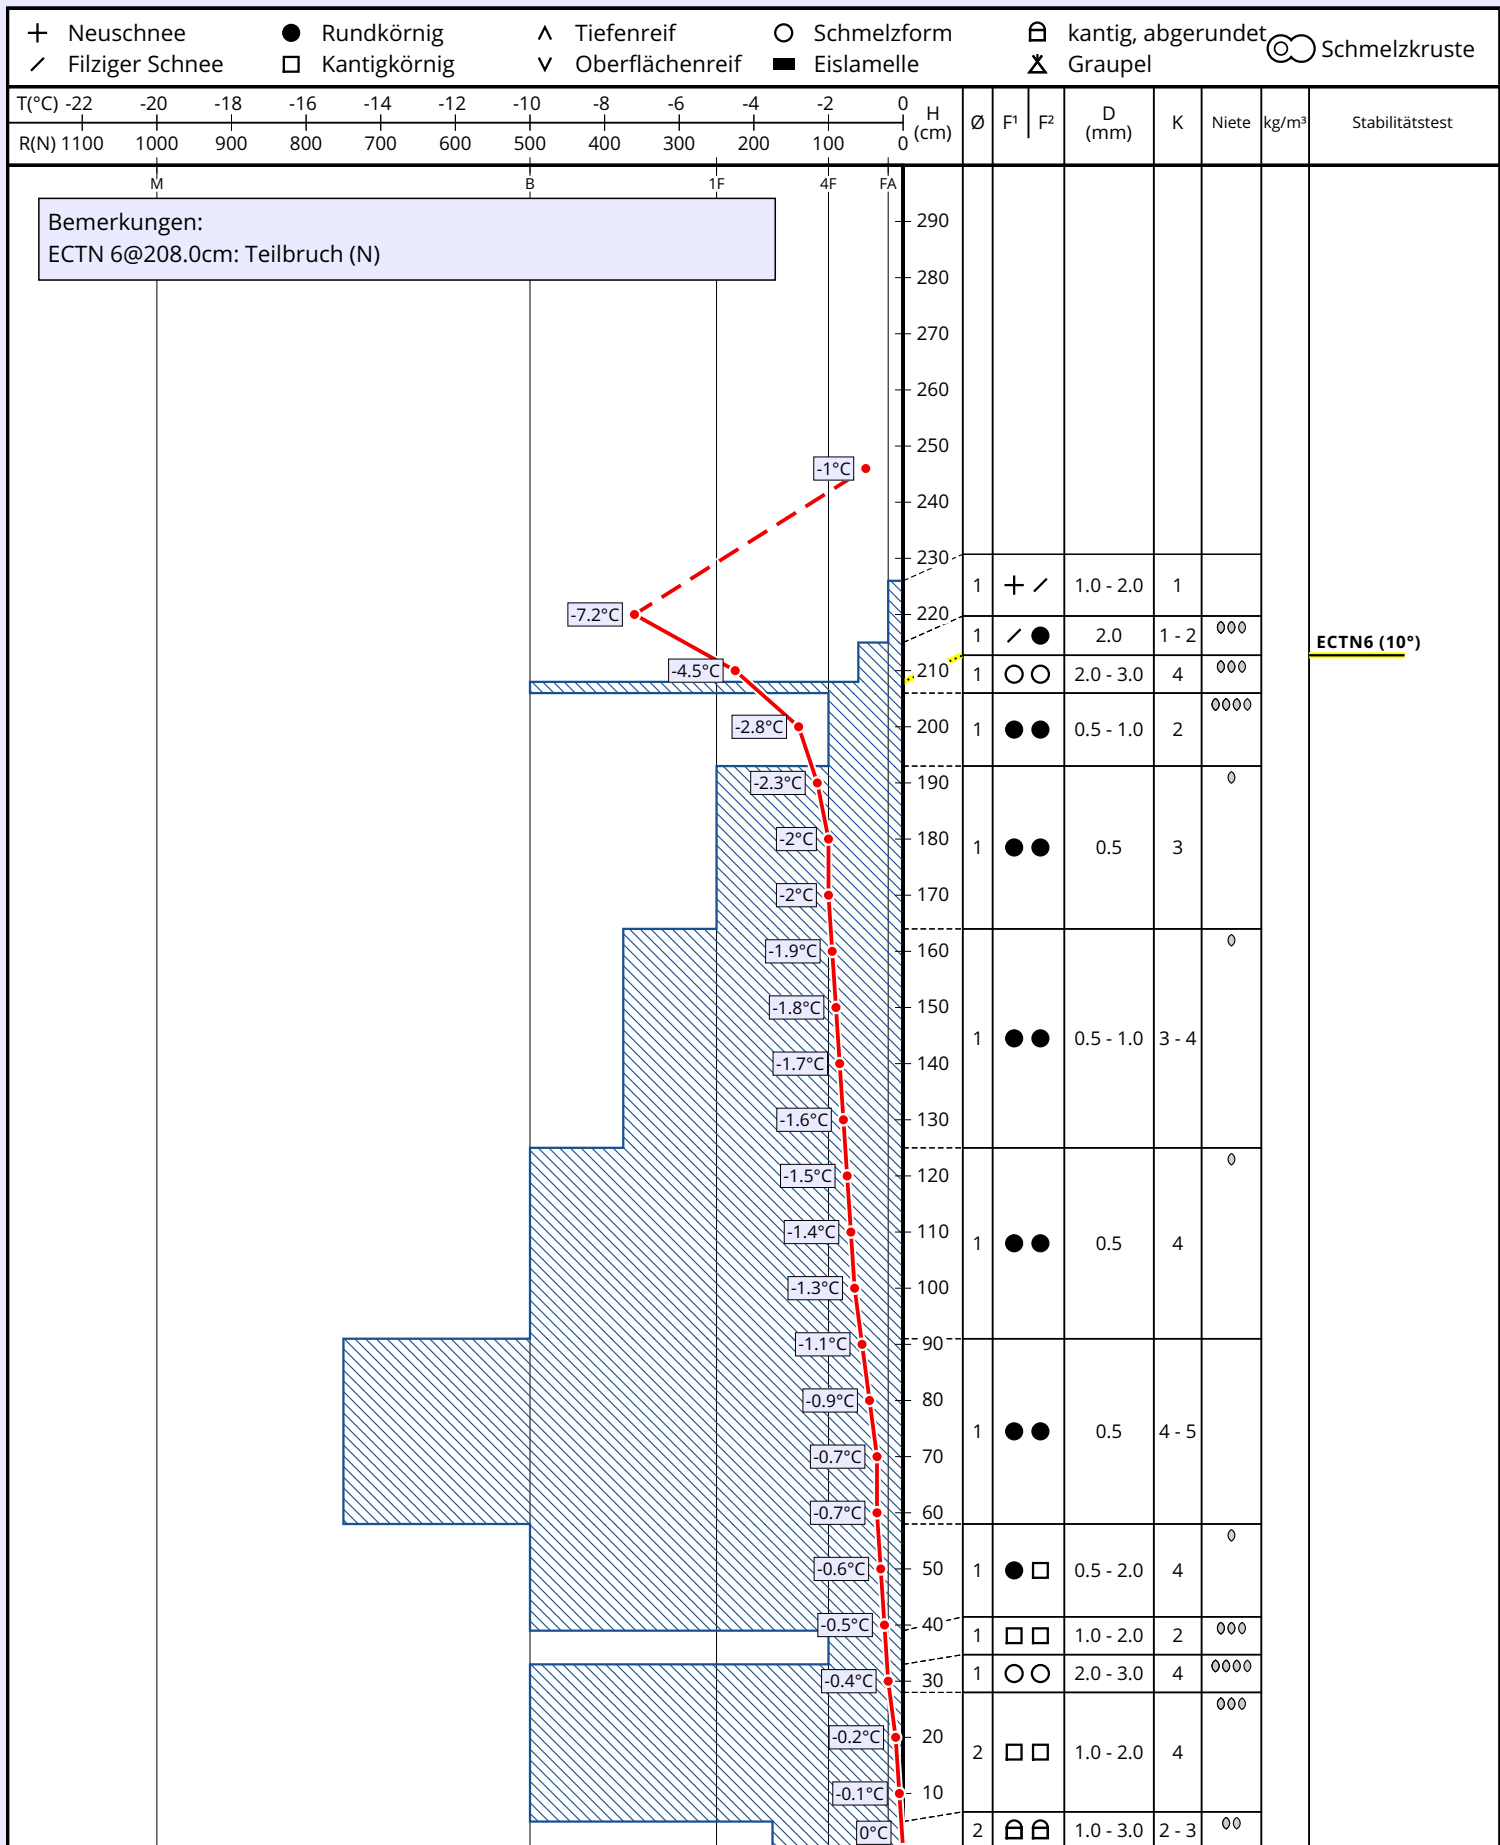 Neuschnee Rundkörnig Tiefenreif Schmelzform kantig, abgerundet Schmelzkruste
Filziger Schnee Kantigkörnig Oberflächenreif Eislamelle Graupel
T(°C) -22 -20 -18 -16 -14 -12 -10 -8 -6 -4 -2 0
R(N) 1100 1000 900 800 700 600 500 400 300 200 100 0
H (cm) Ø F¹ F² D (mm) K Niete kg/m³ Stabilitätstest
M B 1F 4F FA
Bemerkungen:
ECTN 6@208.0cm: Teilbruch (N)
290
280
270
260
250
-1°C
240
230
1 1.0 - 2.0 1
-7.2°C 220
1 2.0 1 - 2
ECTN6 (10°)
-4.5°C 210
1 2.0 - 3.0 4
-2.8°C 200 1 0.5 - 1.0 2
-2.3°C 190
-2°C 180
1 0.5 3
-2°C 170
-1.9°C 160
-1.8°C 150
1 0.5 - 1.0 3 - 4
-1.7°C 140
-1.6°C 130
-1.5°C 120
-1.4°C 110
1 0.5 4
-1.3°C 100
-1.1°C 90
-0.9°C 80
1 0.5 4 - 5
-0.7°C 70
-0.7°C 60
-0.6°C 50 1 0.5 - 2.0 4
-0.5°C 40
1 1.0 - 2.0 2
1 2.0 - 3.0 4
-0.4°C 30
-0.2°C 20
2 1.0 - 2.0 4
-0.1°C 10
0°C 2 1.0 - 3.0 2 - 3